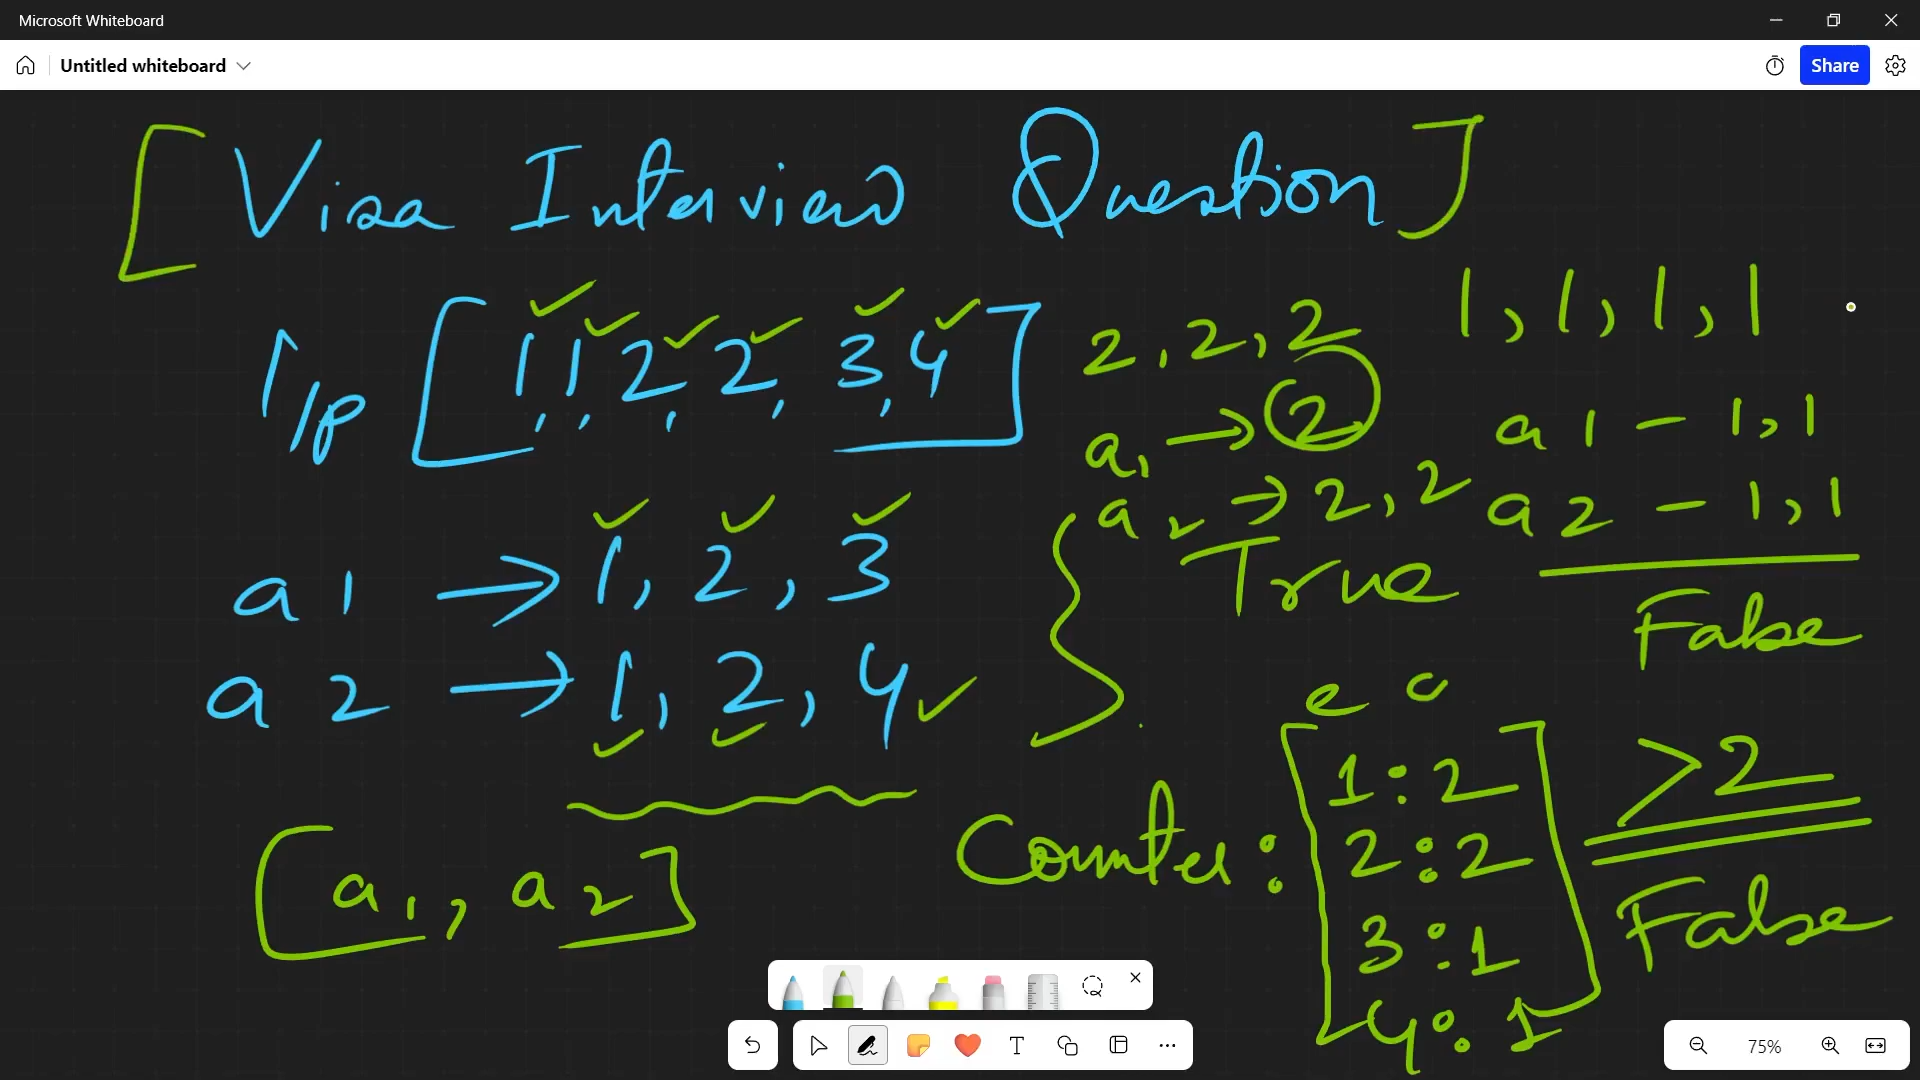 Microsoft Whiteboard
Untitled whiteboard
Share
[Visa Interview Question]
I/p [1, 1, 2, 2, 3, 4]
a1 → 1, 2, 3
a2 → 1, 2, 4
[a1, a2]
2, 2, 2
a1 → 2
a2 → 2, 2
True
1, 1, 1, 1
a1 - 1, 1
a2 - 1, 1
False
e c
Counter: [1:2
2:2
3:1
4:1]
>2
False
75%